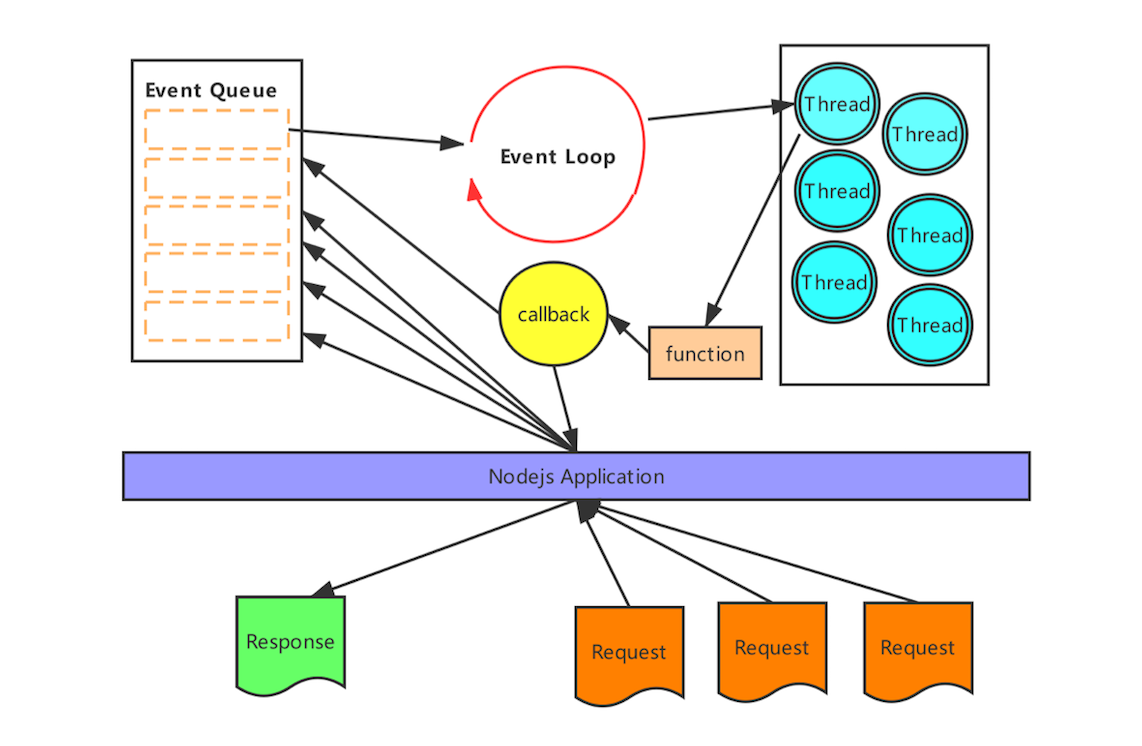 Event Queue
Event Loop
Thread
Thread
Thread
Thread
Thread
Thread
callback
function
Nodejs Application
Response
Request
Request
Request